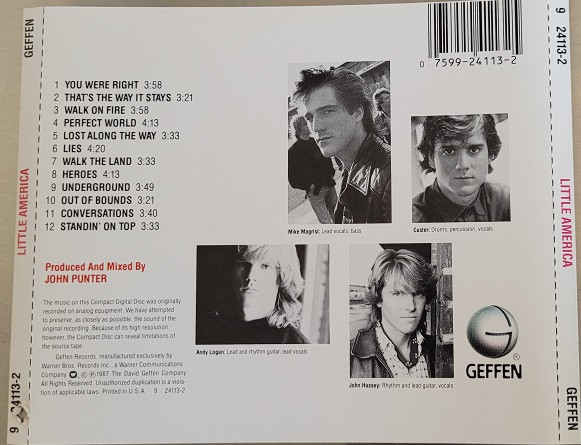 GEFFEN
LITTLE AMERICA
9 24113-2
9 24113-2
LITTLE AMERICA
GEFFEN
0 7599-24113-2
1 YOU WERE RIGHT 3:58
2 THAT'S THE WAY IT STAYS 3:21
3 WALK ON FIRE 3:58
4 PERFECT WORLD 4:13
5 LOST ALONG THE WAY 3:33
6 LIES 4:20
7 WALK THE LAND 3:33
8 HEROES 4:13
9 UNDERGROUND 3:49
10 OUT OF BOUNDS 3:21
11 CONVERSATIONS 3:40
12 STANDIN' ON TOP 3:33
Mike Magrisi: Lead vocals, bass
Custer: Drums, percussion, vocals
Produced And Mixed By
JOHN PUNTER
The music on this Compact Digital Disc was originally
recorded on analog equipment. We have attempted
to preserve, as closely as possible, the sound of the
original recording. Because of its high resolution,
however, the Compact Disc can reveal limitations of
the source tape.
Geffen Records, manufactured exclusively by
Warner Bros. Records Inc., a Warner Communications
Company Ⓒ Ⓟ 1987 The David Geffen Company
All Rights Reserved. Unauthorized duplication is a viola-
tion of applicable laws. Printed in U.S.A. 9 24113-2
Andy Logan: Lead and rhythm guitar, lead vocals
John Hussey: Rhythm and lead guitar, vocals
G
®
GEFFEN